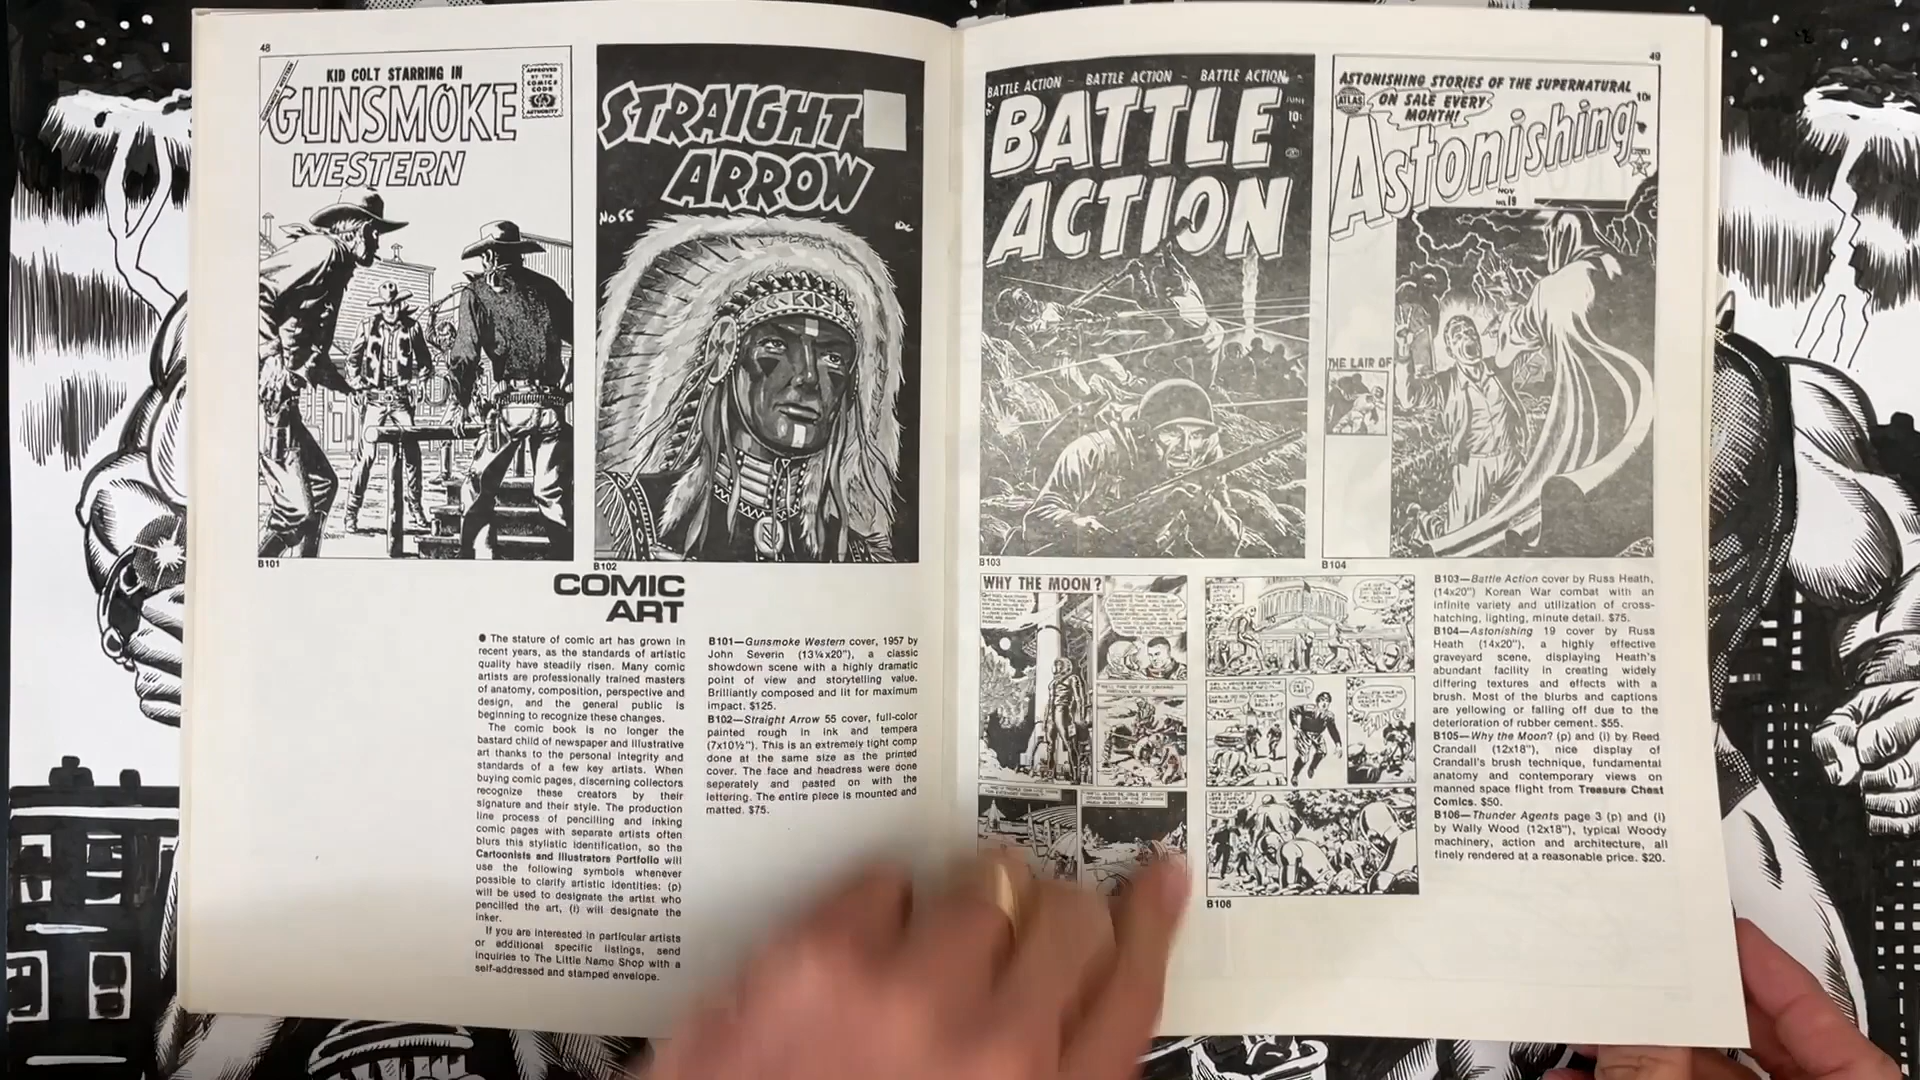 48
KID COLT STARRING IN
GUNSMOKE
WESTERN
APPROVED
BY THE
COMICS
CODE
AUTHORITY
SEVERIN
B101
STRAIGHT
ARROW
No 55
10¢
B102
COMIC
ART
● The stature of comic art has grown in
recent years, as the standards of artistic
quality have steadily risen. Many comic
artists are professionally trained masters
of anatomy, composition, perspective and
design, and the general public is
beginning to recognize these changes.
The comic book is no longer the
bastard child of newspaper and illustrative
art thanks to the personal integrity and
standards of a few key artists. When
buying comic pages, discerning collectors
recognize these creators by their
signature and their style. The production
line process of pencilling and inking
comic pages with separate artists often
blurs this stylistic identification, so the
Cartoonists and Illustrators Portfolio will
use the following symbols whenever
possible to clarify artistic identities: (p)
will be used to designate the artist who
pencilled the art, (i) will designate the
inker.
If you are interested in particular artists
or additional specific listings, send
inquiries to The Little Nemo Shop with a
self-addressed and stamped envelope.
B101—Gunsmoke Western cover, 1957 by
John Severin (13¼x20"), a classic
showdown scene with a highly dramatic
point of view and storytelling value.
Brilliantly composed and lit for maximum
impact. $125.
B102—Straight Arrow 55 cover, full-color
painted rough in ink and tempera
(7x10½"). This is an extremely tight comp
done at the same size as the printed
cover. The face and headress were done
seperately and pasted on with the
lettering. The entire piece is mounted and
matted. $75.
49
BATTLE ACTION - BATTLE ACTION - BATTLE ACTION -
BATTLE
ACTION
JUNE
10¢
B103
ASTONISHING STORIES OF THE SUPERNATURAL
ATLAS
ON SALE EVERY
MONTH!
10¢
Astonishing
NOV
NO. 19
THE LAIR OF
B104
WHY THE MOON?
B106
B103—Battle Action cover by Russ Heath,
(14x20") Korean War combat with an
infinite variety and utilization of cross-
hatching, lighting, minute detail. $75.
B104—Astonishing 19 cover by Russ
Heath (14x20"), a highly effective
graveyard scene, displaying Heath's
abundant facility in creating widely
differing textures and effects with a
brush. Most of the blurbs and captions
are yellowing or falling off due to the
deterioration of rubber cement. $55.
B105—Why the Moon? (p) and (i) by Reed
Crandall (12x18"), nice display of
Crandall's brush technique, fundamental
anatomy and contemporary views on
manned space flight from Treasure Chest
Comics. $50.
B106—Thunder Agents page 3 (p) and (i)
by Wally Wood (12x18"), typical Woody
machinery, action and architecture, all
finely rendered at a reasonable price. $20.